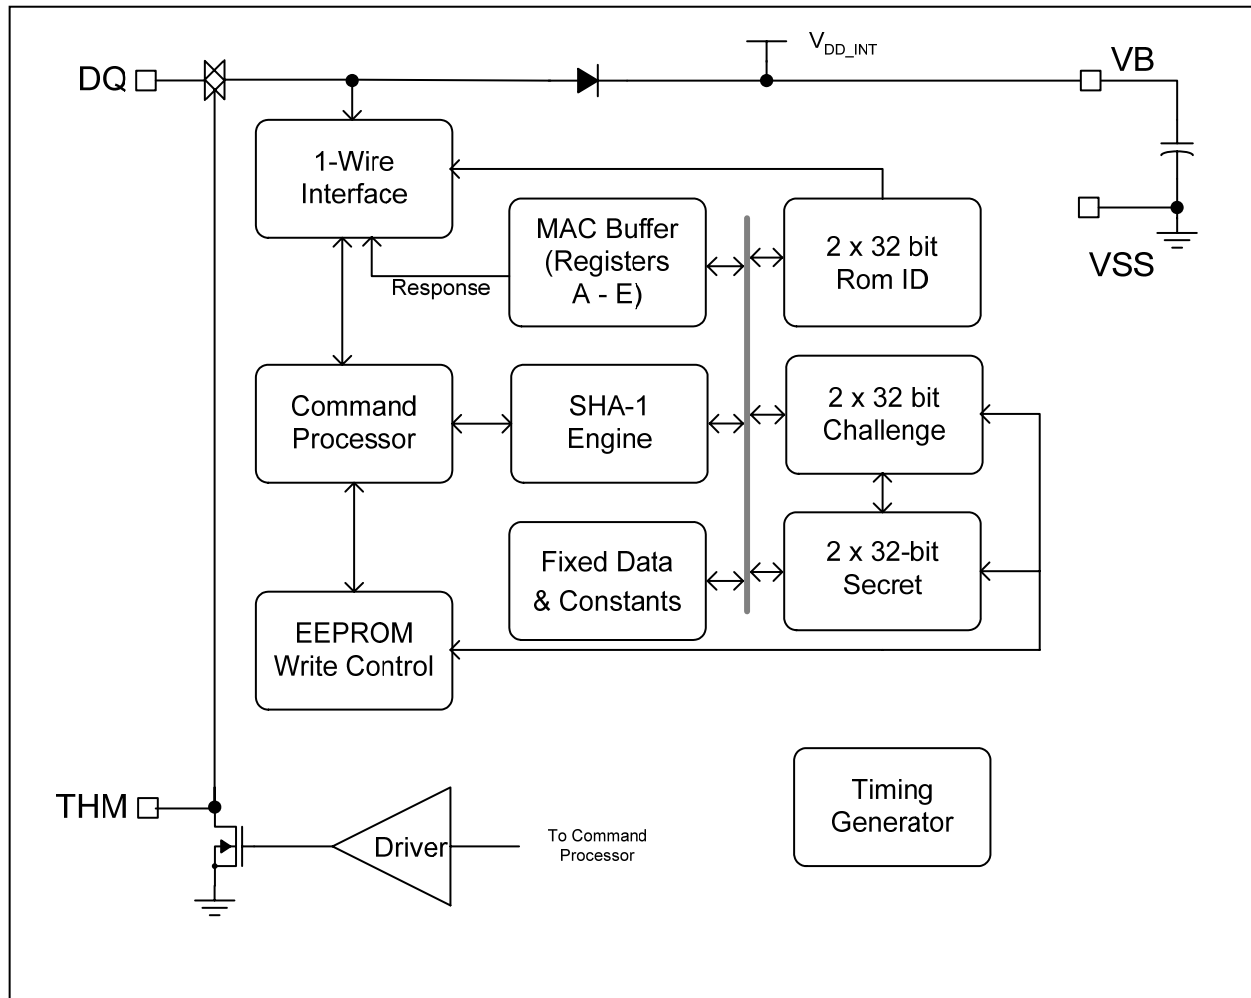 DQ
V_DD_INT
VB
1-Wire
Interface
MAC Buffer
(Registers
A - E)
2 x 32 bit
Rom ID
VSS
Response
Command
Processor
SHA-1
Engine
2 x 32 bit
Challenge
Fixed Data
& Constants
2 x 32-bit
Secret
EEPROM
Write Control
THM
Driver
To Command
Processor
Timing
Generator